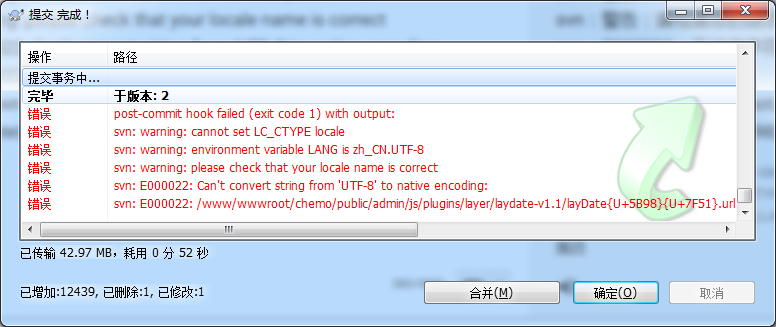 提交 完成！
操作 路径
提交事务中...
完毕 于版本: 2
错误 post-commit hook failed (exit code 1) with output:
错误 svn: warning: cannot set LC_CTYPE locale
错误 svn: warning: environment variable LANG is zh_CN.UTF-8
错误 svn: warning: please check that your locale name is correct
错误 svn: E000022: Can't convert string from 'UTF-8' to native encoding:
错误 svn: E000022: /www/wwwroot/chemo/public/admin/js/plugins/layer/laydate-v1.1/layDate{U+5B98}{U+7F51}.url
已传输 42.97 MB，耗用 0 分 52 秒
已增加:12439, 已删除:1, 已修改:1
合并(M) 确定(O) 取消